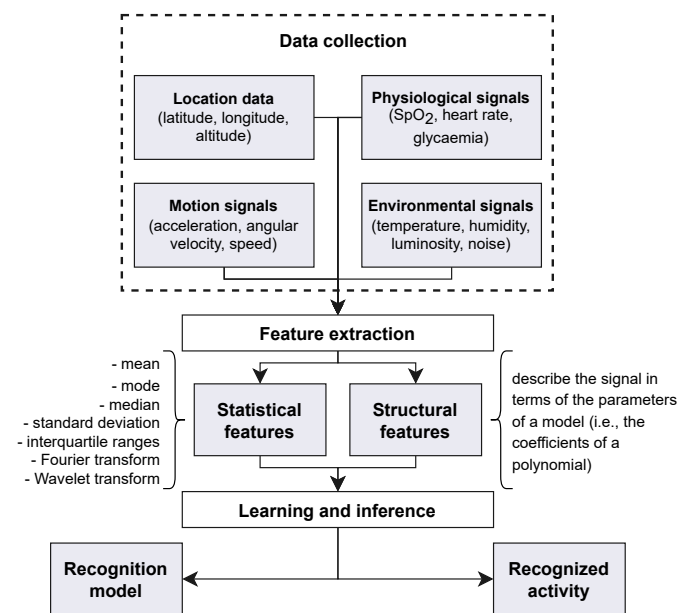 Data collection
Location data
(latitude, longitude,
altitude)
Physiological signals
(SpO2, heart rate,
glycaemia)
Motion signals
(acceleration, angular
velocity, speed)
Environmental signals
(temperature, humidity,
luminosity, noise)
Feature extraction
- mean
- mode
- median
- standard deviation
- interquartile ranges
- Fourier transform
- Wavelet transform
Statistical
features
Structural
features
describe the signal in
terms of the parameters
of a model (i.e., the
coefficients of a
polynomial)
Learning and inference
Recognition
model
Recognized
activity